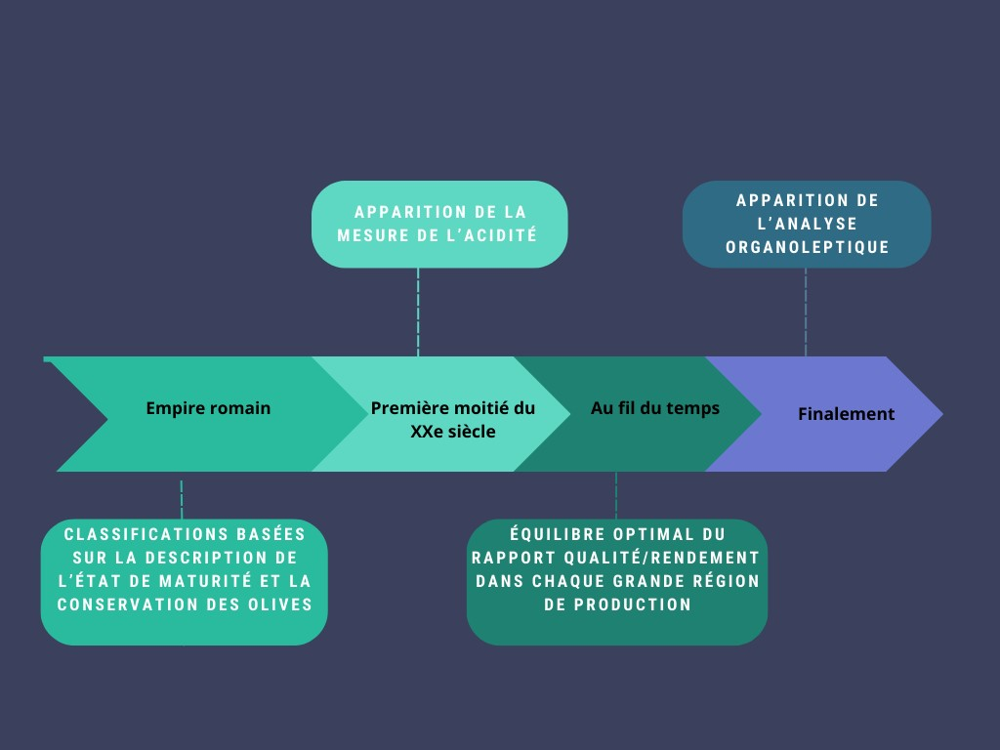 APPARITION DE LA
MESURE DE L’ACIDITÉ
APPARITION DE
L’ANALYSE
ORGANOLEPTIQUE
Empire romain
Première moitié du
XXe siècle
Au fil du temps
Finalement
CLASSIFICATIONS BASÉES
SUR LA DESCRIPTION DE
L’ÉTAT DE MATURITÉ ET LA
CONSERVATION DES OLIVES
ÉQUILIBRE OPTIMAL DU
RAPPORT QUALITÉ/RENDEMENT
DANS CHAQUE GRANDE RÉGION
DE PRODUCTION